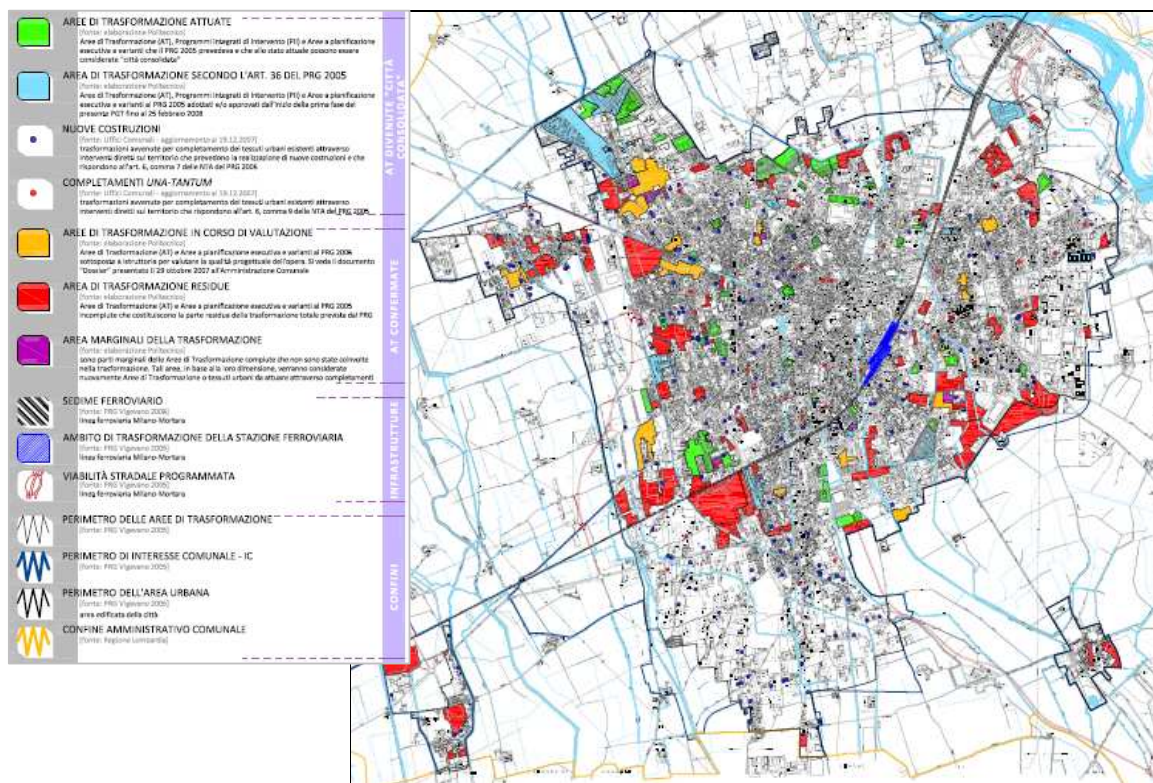 AREE DI TRASFORMAZIONE ATTUATE
[fonte: elaborazione Politecnico]
Aree di Trasformazione (AT), Programmi Integrati di Intervento (PII) e Aree a planificazione
esecutiva e varianti che il PRG 2005 prevedeva e che allo stato attuale possono essere
considerate "città consolidata"
AREA DI TRASFORMAZIONE SECONDO L'ART. 36 DEL PRG 2005
[fonte: elaborazione Politecnico]
Aree di Trasformazione (AT), Programmi Integrati di Intervento (PII) e Aree a pianificazione
esecutiva e varianti al PRG 2005 adottati e/o approvati dall'inizio della prima fase del
presente PGT fino al 25 febbraio 2008
NUOVE COSTRUZIONI
[fonte: Uffici Comunali - aggiornamento al 19.12.2007]
trasformazioni avvenute per completamento dei tessuti urbani esistenti attraverso
interventi diretti sul territorio che prevedono la realizzazione di nuove costruzioni e che
rispondono all'art. 6, comma 7 delle NTA del PRG
COMPLETAMENTI UNA-TANTUM
[fonte: Uffici Comunali - aggiornamento al 19.12.2007]
trasformazioni avvenute per completamento dei tessuti urbani esistenti attraverso
interventi diretti sul territorio che rispondono all'art. 6, comma 9 delle NTA del PRG 2005
AREE DI TRASFORMAZIONE IN CORSO DI VALUTAZIONE
[fonte: elaborazione Politecnico]
Aree di Trasformazione (AT) e Aree a pianificazione esecutiva e varianti al PRG
sottoposte a istruttoria per valutare la qualità progettuale dell'opera. Si veda il documento
"Dossier" presentato il 29 ottobre 2007 all'Amministrazione Comunale
AREA DI TRASFORMAZIONE RESIDUE
[fonte: elaborazione Politecnico]
Aree di Trasformazione (AT) e Aree a pianificazione esecutiva e varianti al PRG 2005
incompiute che costituiscono la parte residua della trasformazione totale prevista dal PRG
AREA MARGINALI DELLA TRASFORMAZIONE
[fonte: elaborazione Politecnico]
sono parti marginali delle Aree di Trasformazione compiute che non sono state coinvolte
nella trasformazione. Tali aree, in base alla loro dimensione, verranno considerate
nuovamente Aree di Trasformazione o tessuti urbani da attuare attraverso completamenti
SEDIME FERROVIARIO
[fonte: PRG Vigevano]
linea ferroviaria Milano-Mortara
AMBITO DI TRASFORMAZIONE DELLA STAZIONE FERROVIARIA
[fonte: PRG Vigevano 2005]
linea ferroviaria Milano-Mortara
VIABILITÀ STRADALE PROGRAMMATA
[fonte: PRG Vigevano 2005]
linea ferroviaria Milano-Mortara
PERIMETRO DELLE AREE DI TRASFORMAZIONE
[fonte: PRG Vigevano 2005]
PERIMETRO DI INTERESSE COMUNALE - IC
[fonte: PRG Vigevano 2005]
PERIMETRO DELL'AREA URBANA
[fonte: PRG Vigevano 2005]
area edificata della città
CONFINE AMMINISTRATIVO COMUNALE
[fonte: Regione Lombardia]
AT DIVENUTE "CITTÀ
CONSOLIDATA"
AT CONFERMATE
INFRASTRUTTURE
CONFINI